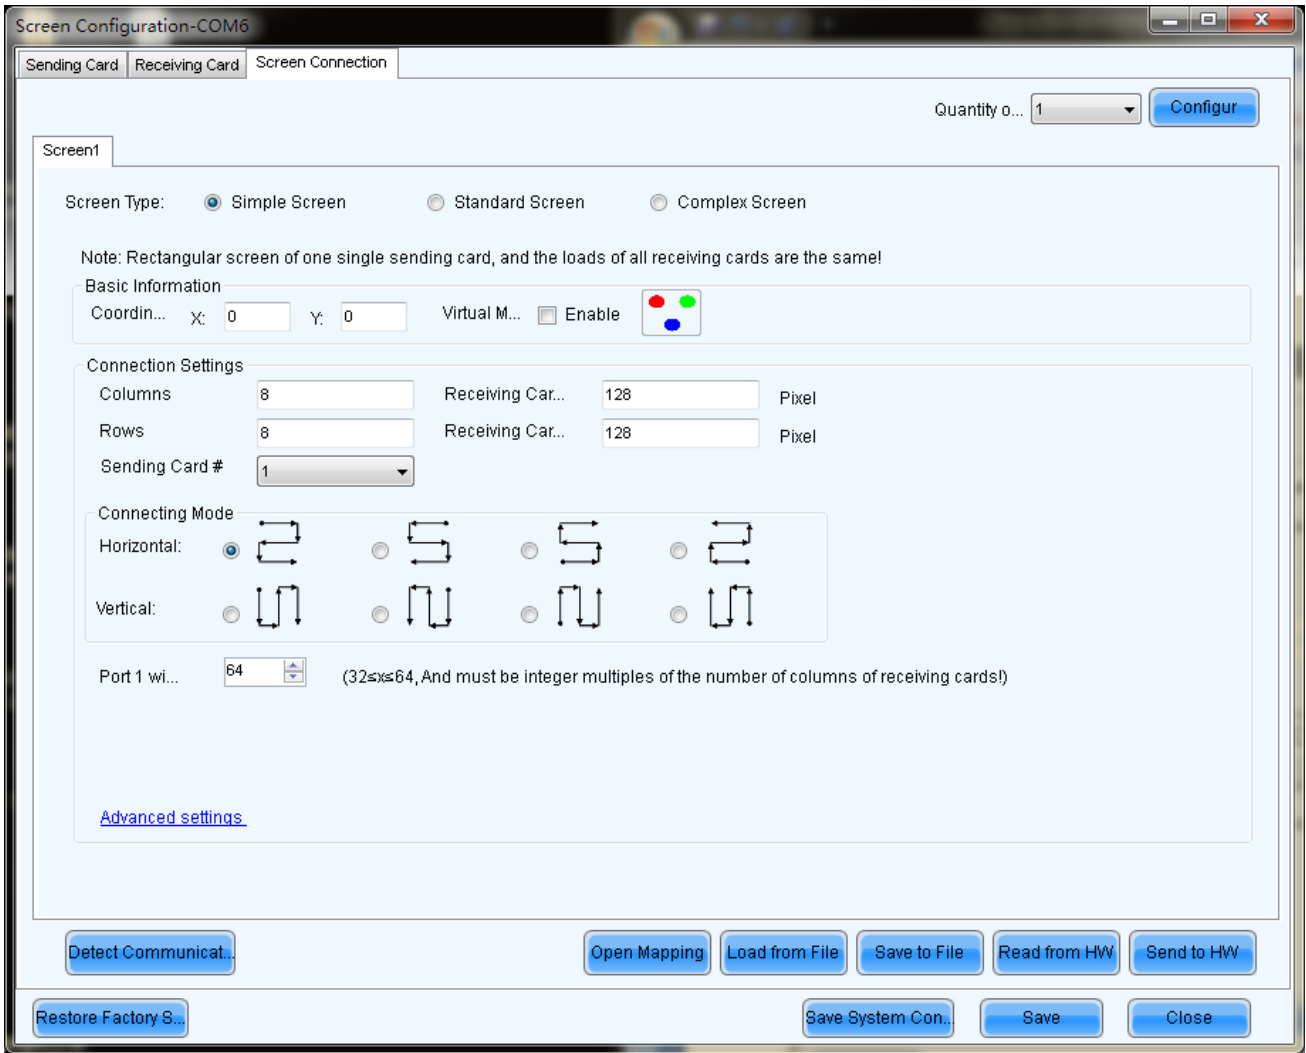 Screen Configuration-COM6
Sending Card Receiving Card Screen Connection
Quantity o... 1 Configur
Screen1
Screen Type: Simple Screen Standard Screen Complex Screen
Note: Rectangular screen of one single sending card, and the loads of all receiving cards are the same!
Basic Information
Coordin... X: 0 Y: 0 Virtual M... Enable
Connection Settings
Columns 8 Receiving Car... 128 Pixel
Rows 8 Receiving Car... 128 Pixel
Sending Card # 1
Connecting Mode
Horizontal:
Vertical:
Port 1 wi... 64 (32≤x≤64, And must be integer multiples of the number of columns of receiving cards!)
Advanced settings
Detect Communicat... Open Mapping Load from File Save to File Read from HW Send to HW
Restore Factory S... Save System Con... Save Close